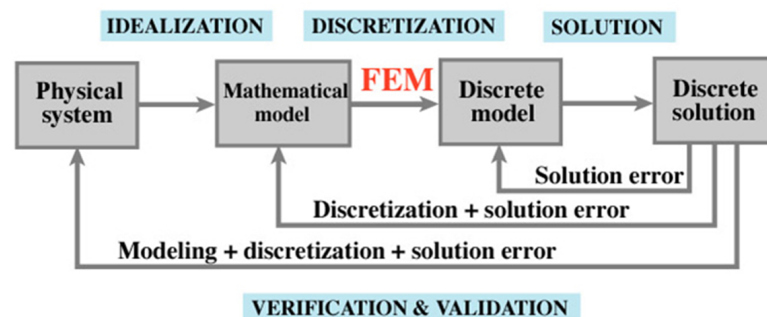 IDEALIZATION DISCRETIZATION SOLUTION
Physical
system
Mathematical
model
FEM
Discrete
model
Discrete
solution
Solution error
Discretization + solution error
Modeling + discretization + solution error
VERIFICATION & VALIDATION